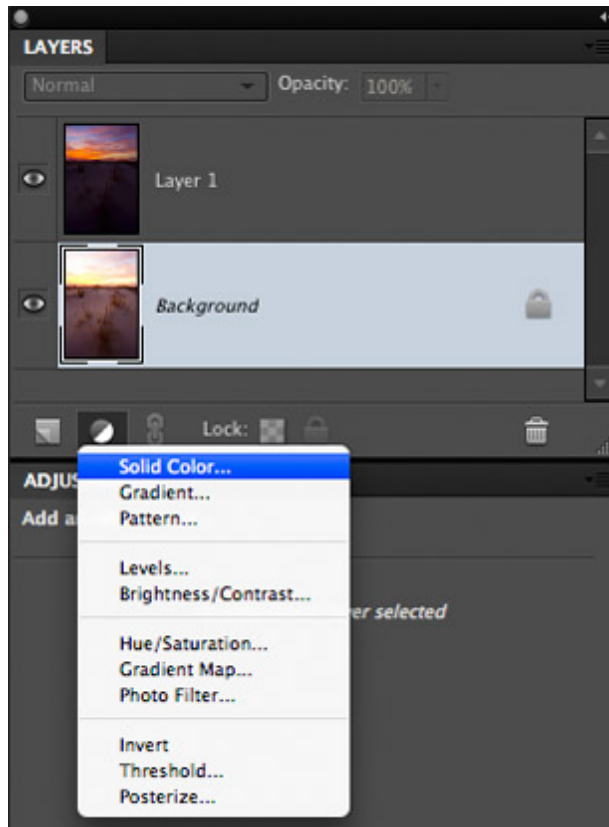 LAYERS
Normal Opacity: 100%
Layer 1
Background
Lock:
Solid Color...
ADJUS
Gradient...
Pattern...
Add a
Levels...
Brightness/Contrast...
er selected
Hue/Saturation...
Gradient Map...
Photo Filter...
Invert
Threshold...
Posterize...